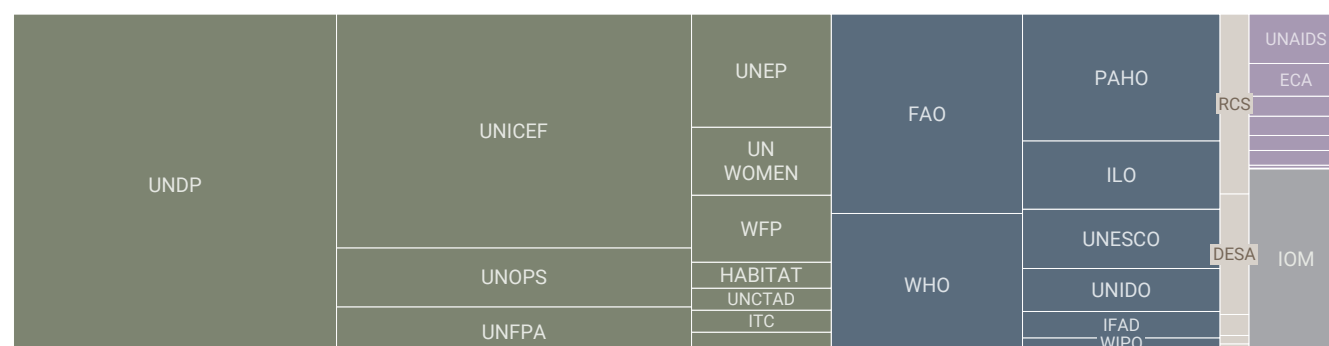 UNDP
UNICEF
UNOPS
UNFPA
UNEP
UN
WOMEN
WFP
HABITAT
UNCTAD
ITC
FAO
WHO
PAHO
ILO
UNESCO
UNIDO
IFAD
WIPO
RCS
DESA
UNAIDS
ECA
IOM